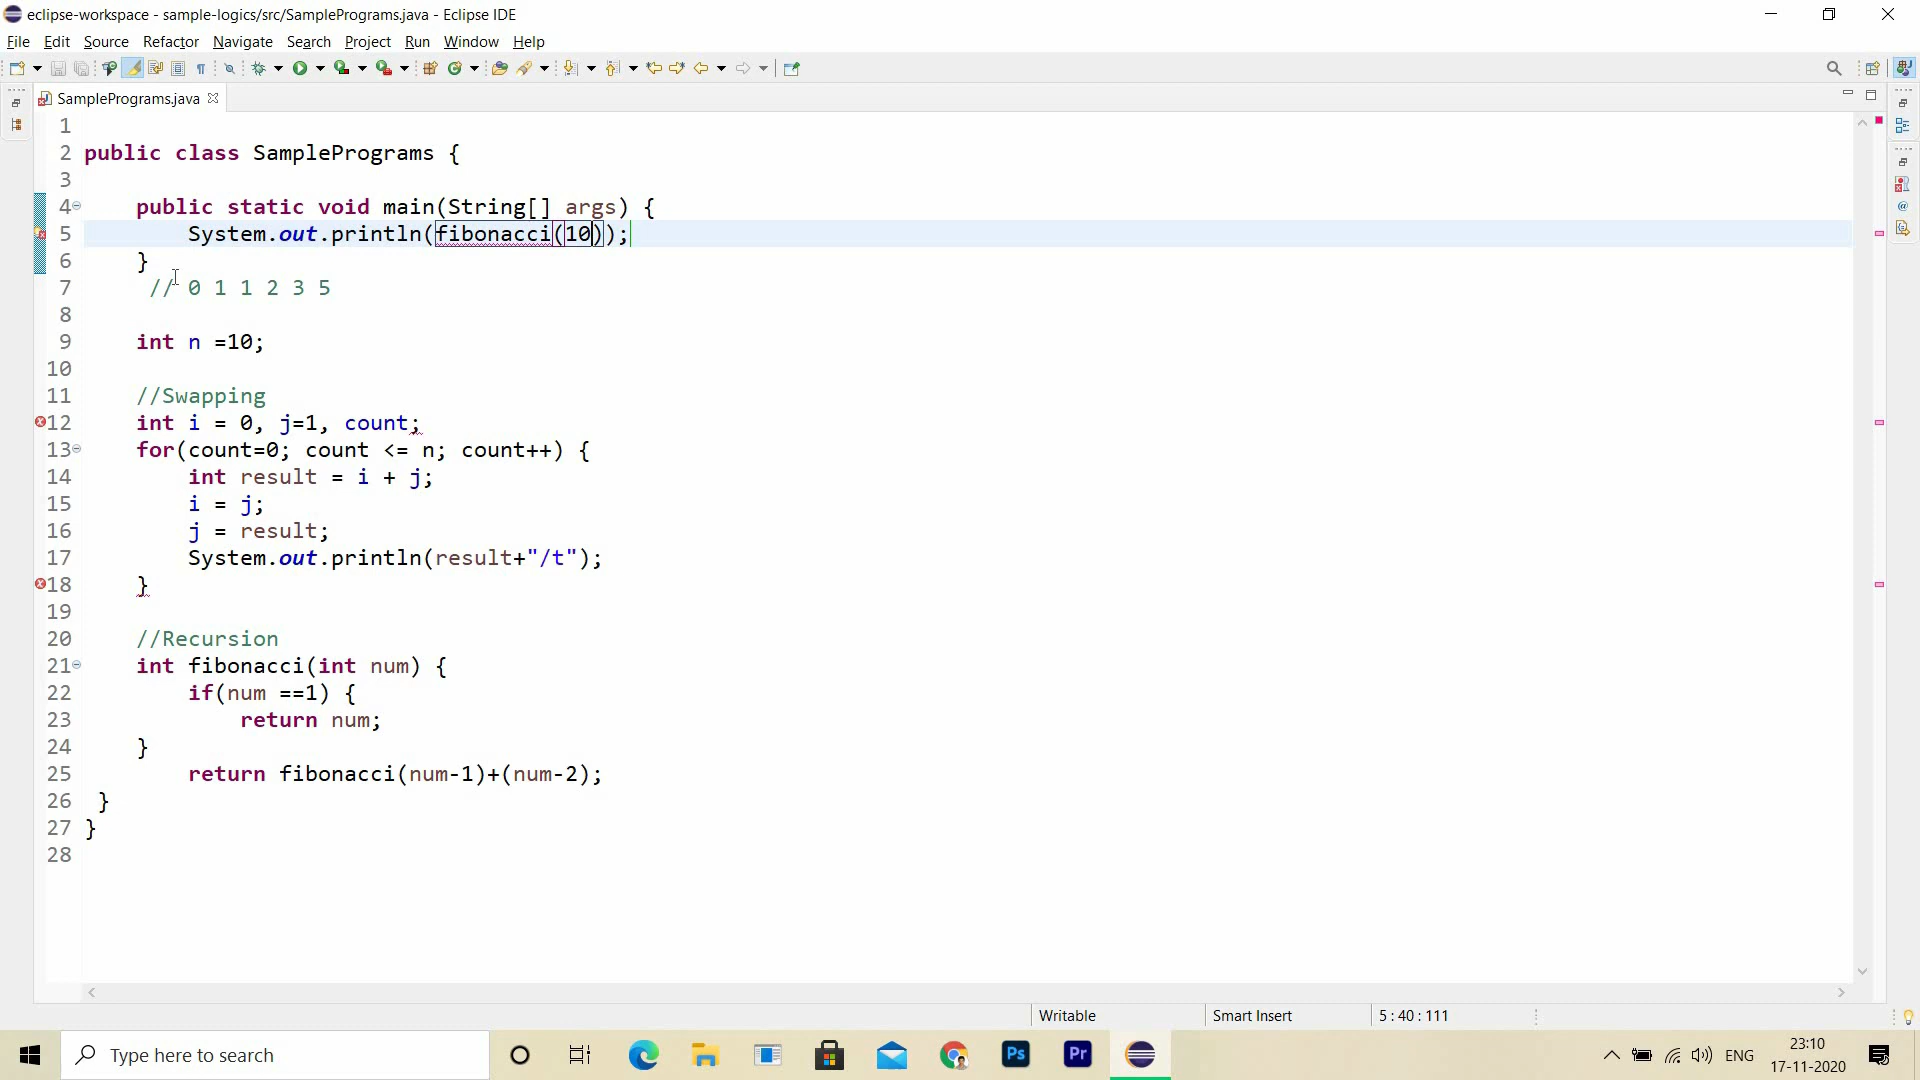 eclipse-workspace - sample-logics/src/SamplePrograms.java - Eclipse IDE
File Edit Source Refactor Navigate Search Project Run Window Help
SamplePrograms.java
1
2 public class SamplePrograms {
3
4 public static void main(String[] args) {
5 System.out.println(fibonacci(10));
6 }
7 // 0 1 1 2 3 5
8
9 int n =10;
10
11 //Swapping
12 int i = 0, j=1, count;
13 for(count=0; count <= n; count++) {
14 int result = i + j;
15 i = j;
16 j = result;
17 System.out.println(result+"/t");
18 }
19
20 //Recursion
21 int fibonacci(int num) {
22 if(num ==1) {
23 return num;
24 }
25 return fibonacci(num-1)+(num-2);
26 }
27 }
28
Writable Smart Insert 5 : 40 : 111
Type here to search
Ps Pr
ENG
23:10
17-11-2020